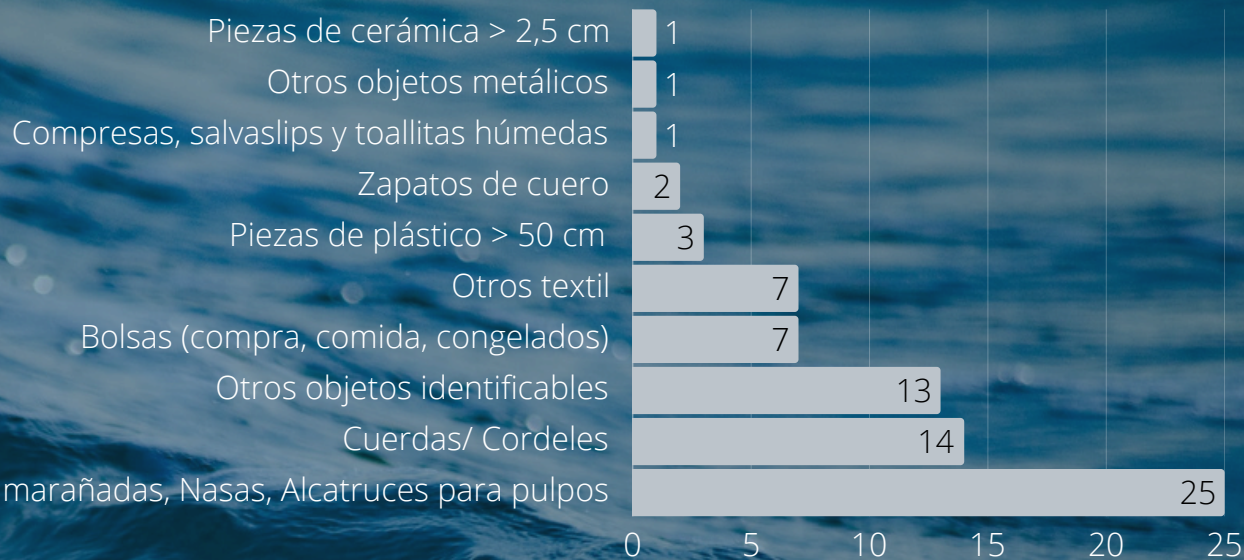 Piezas de cerámica > 2,5 cm 1
Otros objetos metálicos 1
Compresas, salvaslips y toallitas húmedas 1
Zapatos de cuero 2
Piezas de plástico > 50 cm 3
Otros textil 7
Bolsas (compra, comida, congelados) 7
Otros objetos identificables 13
Cuerdas/ Cordeles 14
marañadas, Nasas, Alcatruces para pulpos 25
0 5 10 15 20 25